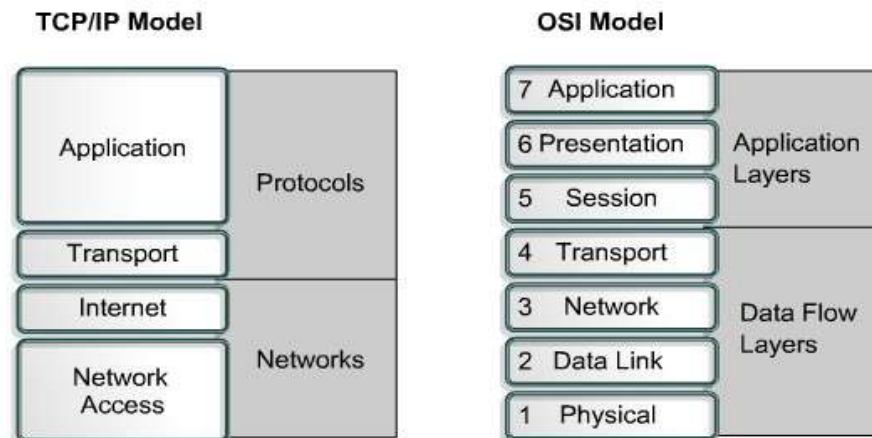 TCP/IP Model
Application
Transport
Internet
Network
Access
Protocols
Networks
OSI Model
7 Application
6 Presentation
5 Session
4 Transport
3 Network
2 Data Link
1 Physical
Application
Layers
Data Flow
Layers